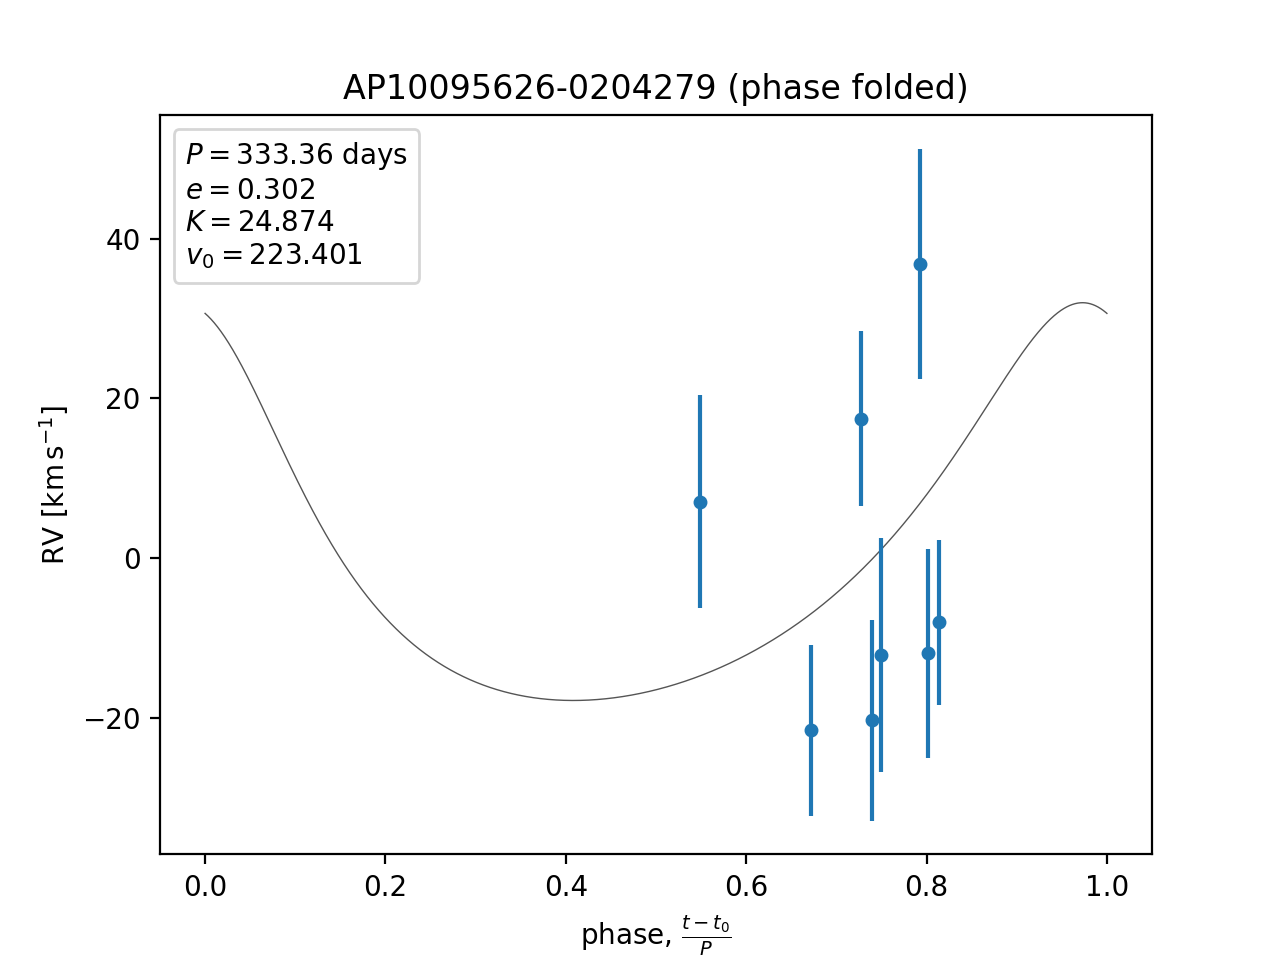 AP10095626-0204279 (phase folded)
P = 333.36 days
e = 0.302
K = 24.874
v₀ = 223.401
RV [km s⁻¹]
40
20
0
−20
0.0 0.2 0.4 0.6 0.8 1.0
phase, (t − t₀)/P